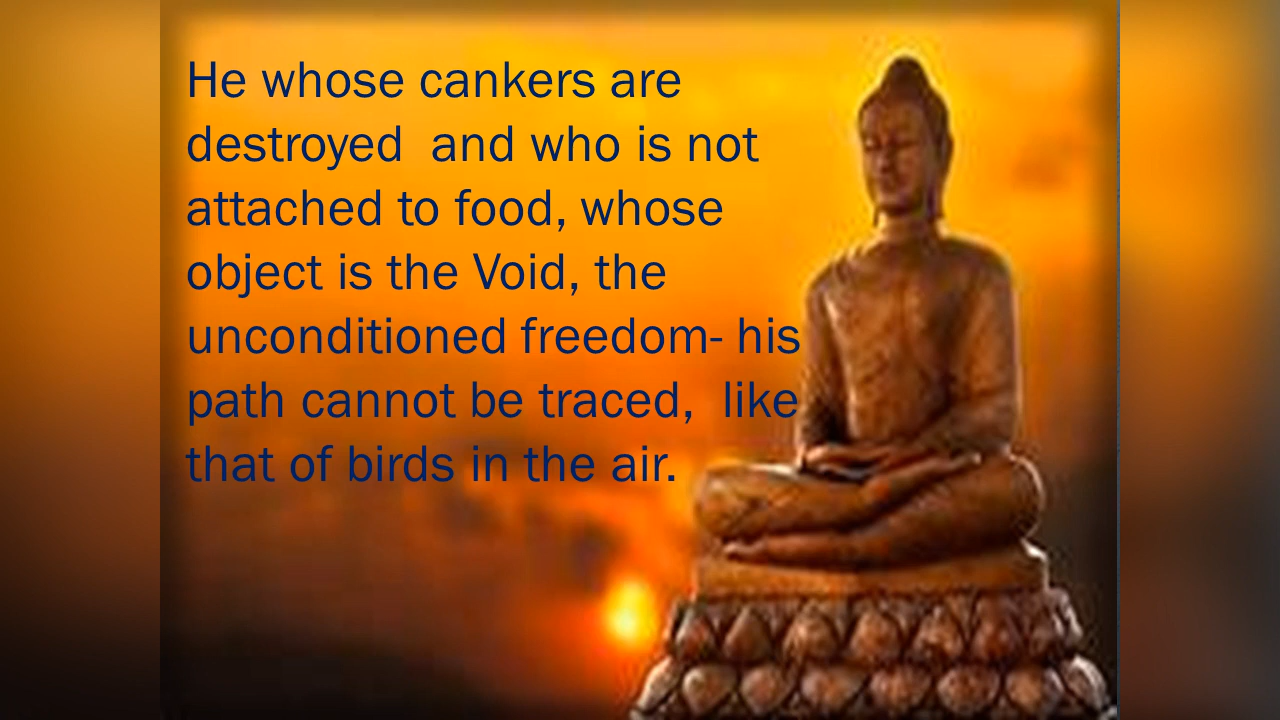 He whose cankers are
destroyed  and who is not
attached to food, whose
object is the Void, the
unconditioned freedom- his
path cannot be traced,  like
that of birds in the air.